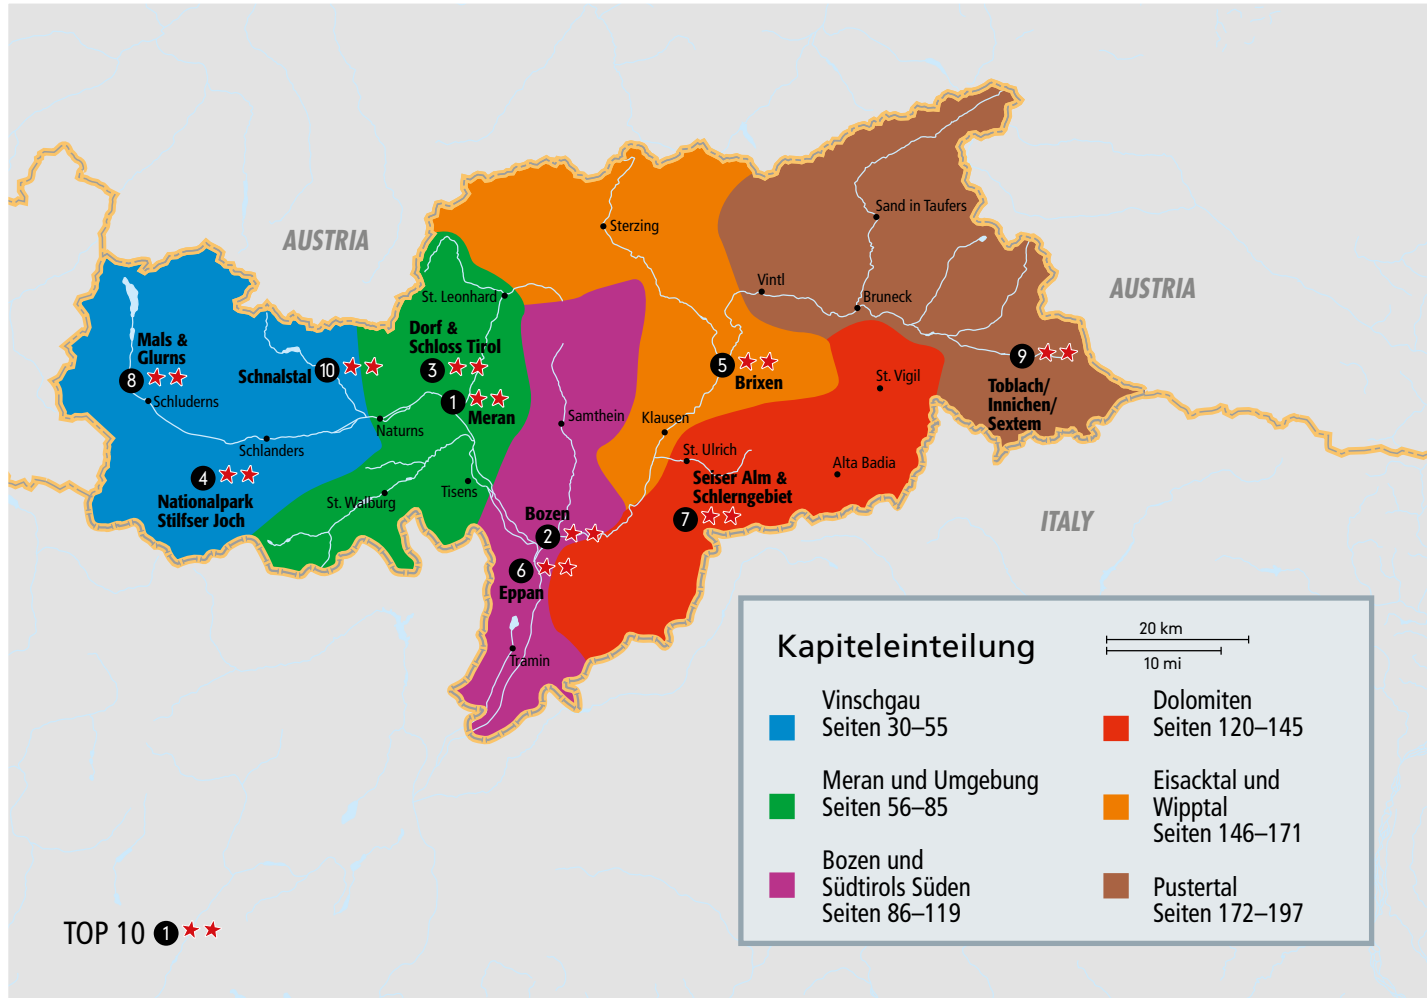 AUSTRIA
Sand in Taufers
Sterzing
AUSTRIA
Vintl
St. Leonhard
Bruneck
Mals &
Glurns
8
Schnalstal
10
Dorf &
Schloss Tirol
3
1
Meran
5
Brixen
9
Toblach/
Innichen/
Sextem
St. Vigil
Schluderns
Naturns
Samthein
Klausen
Schlanders
St. Ulrich
Alta Badia
4
Nationalpark
Stilfser Joch
St. Walburg
Tisens
Seiser Alm &
Schlerngebiet
7
Bozen
2
6
Eppan
ITALY
Tramin
Kapiteleinteilung
20 km
10 mi
Vinschgau
Seiten 30–55
Meran und Umgebung
Seiten 56–85
Bozen und
Südtirols Süden
Seiten 86–119
Dolomiten
Seiten 120–145
Eisacktal und
Wipptal
Seiten 146–171
Pustertal
Seiten 172–197
TOP 10 1